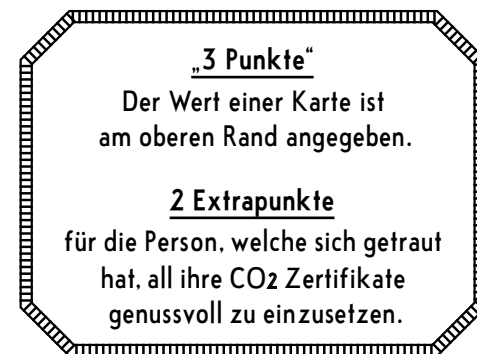 „3 Punkte“
Der Wert einer Karte ist
am oberen Rand angegeben.
2 Extrapunkte
für die Person, welche sich getraut
hat, all ihre CO2 Zertifikate
genussvoll zu einzusetzen.